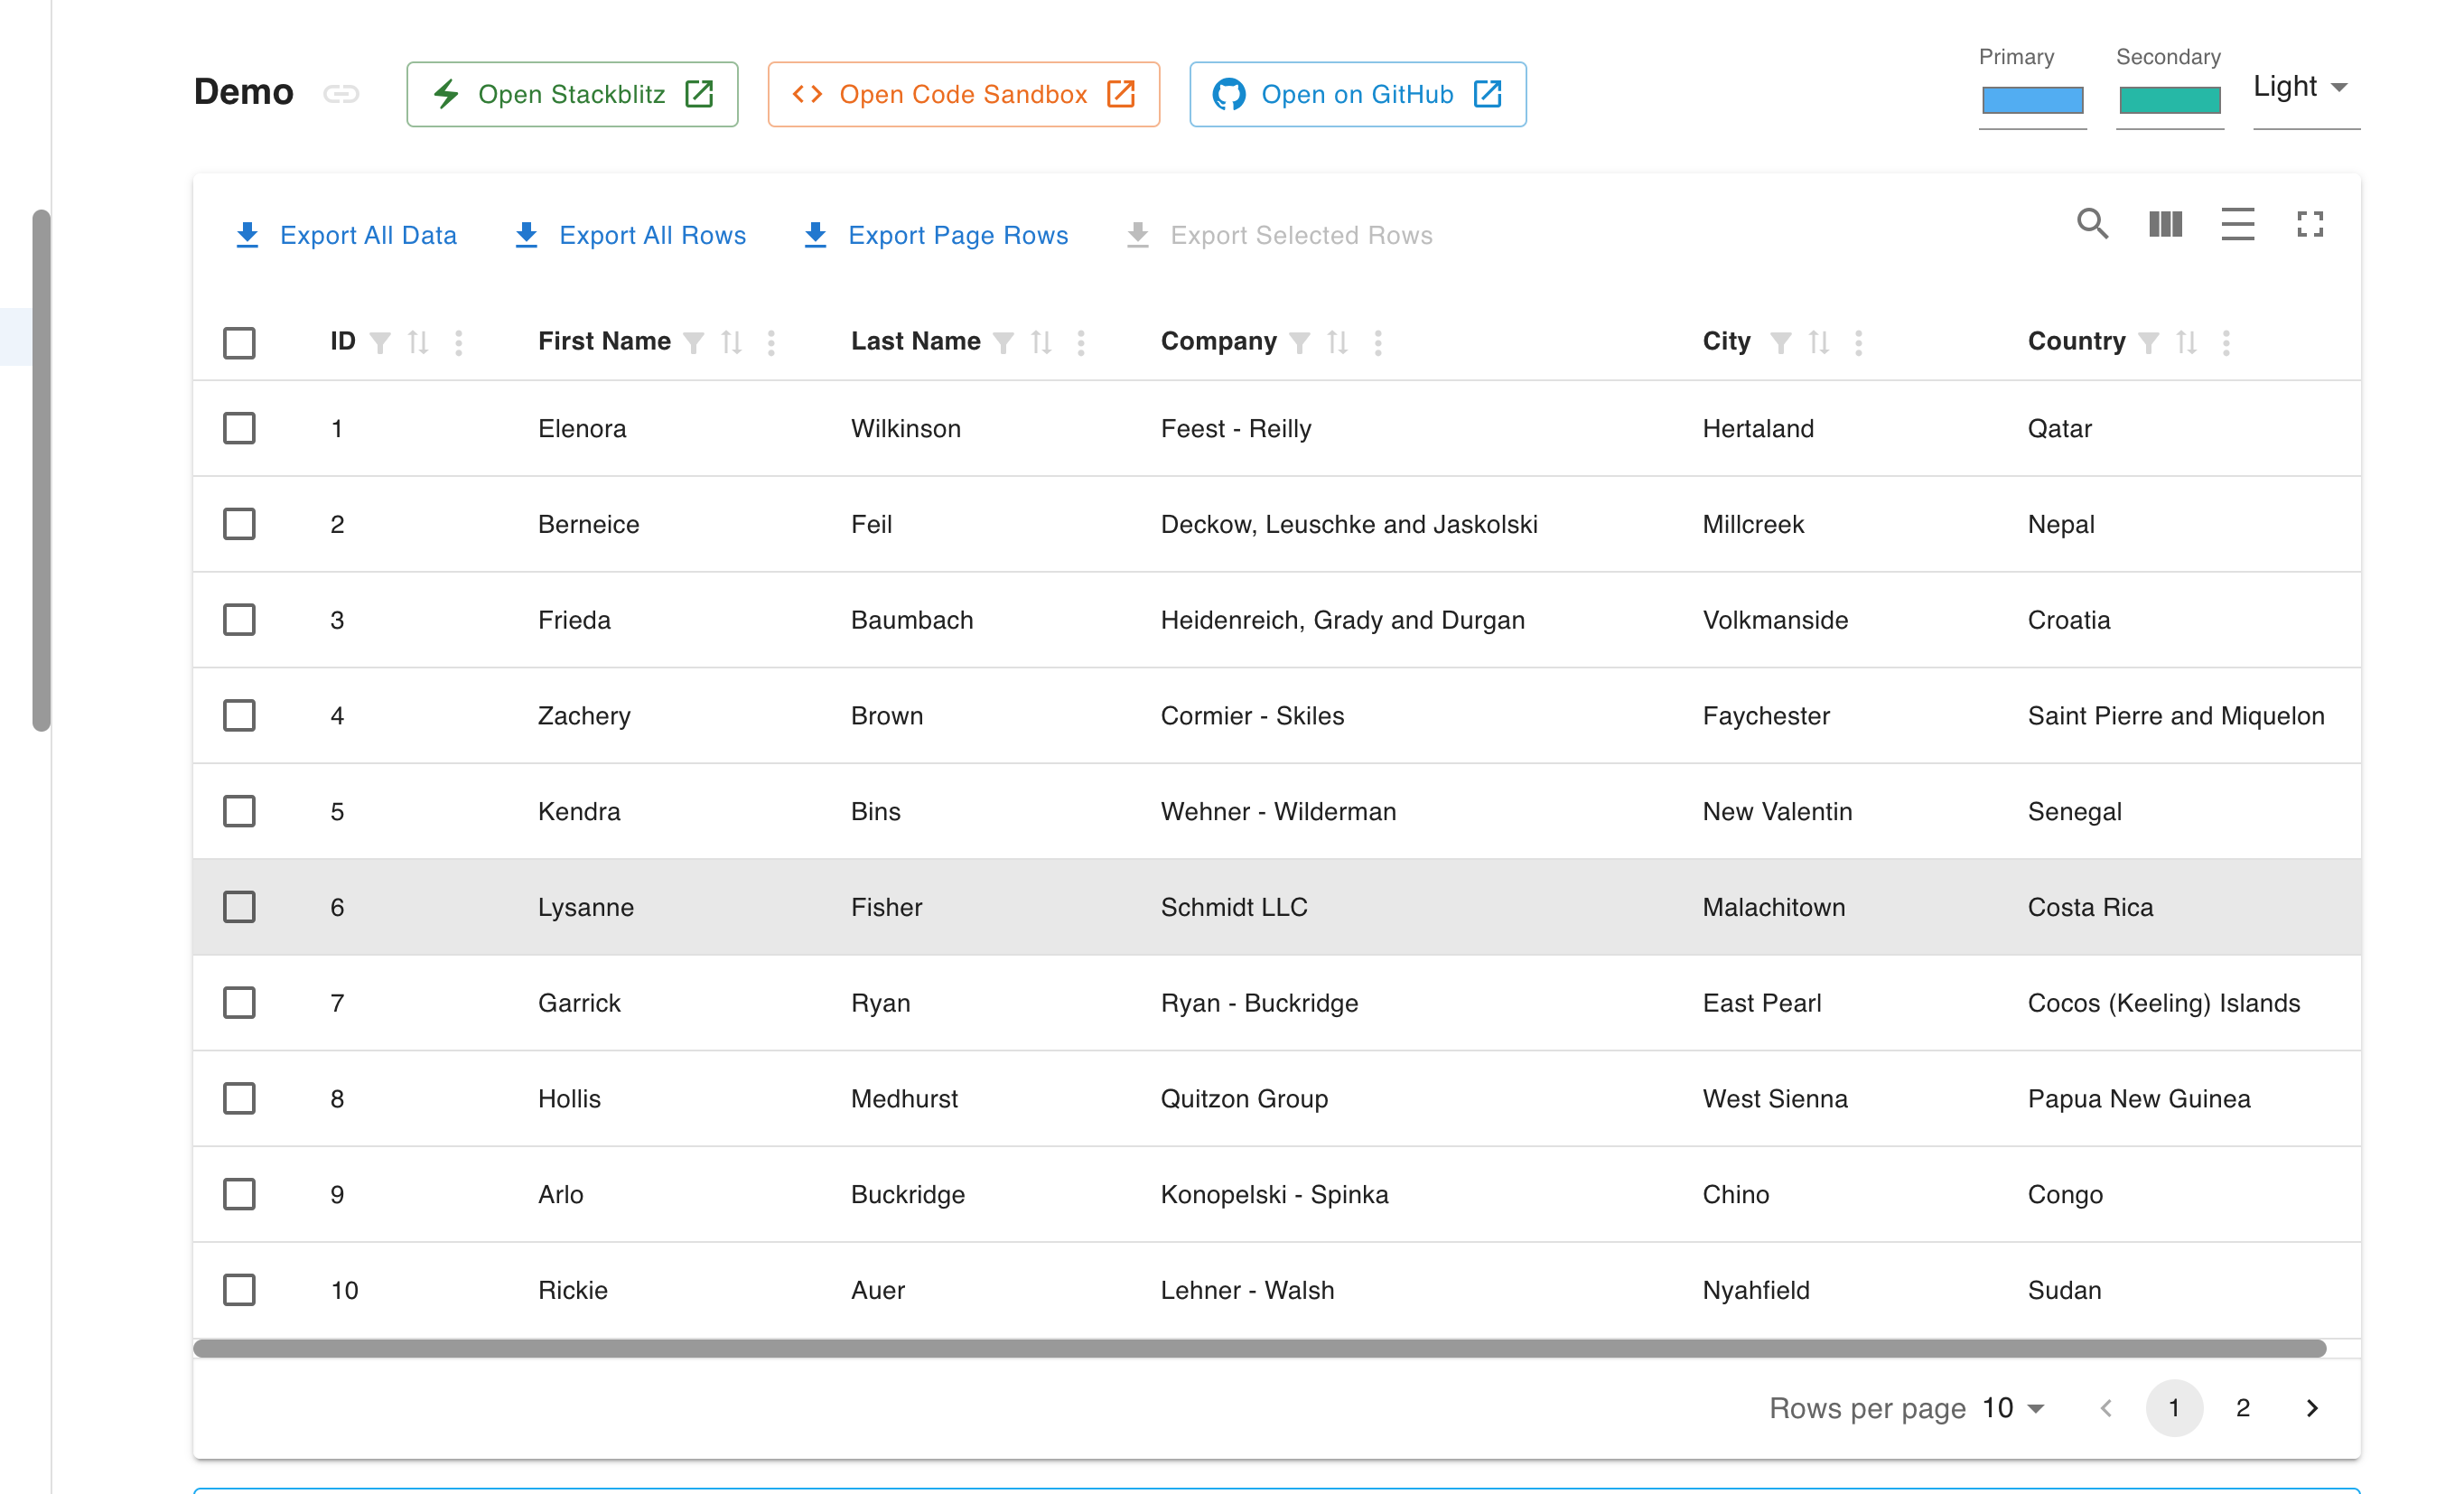 Demo Open Stackblitz Open Code Sandbox Open on GitHub Primary Secondary Light
Export All Data Export All Rows Export Page Rows Export Selected Rows
ID First Name Last Name Company City Country
1 Elenora Wilkinson Feest - Reilly Hertaland Qatar
2 Berneice Feil Deckow, Leuschke and Jaskolski Millcreek Nepal
3 Frieda Baumbach Heidenreich, Grady and Durgan Volkmanside Croatia
4 Zachery Brown Cormier - Skiles Faychester Saint Pierre and Miquelon
5 Kendra Bins Wehner - Wilderman New Valentin Senegal
6 Lysanne Fisher Schmidt LLC Malachitown Costa Rica
7 Garrick Ryan Ryan - Buckridge East Pearl Cocos (Keeling) Islands
8 Hollis Medhurst Quitzon Group West Sienna Papua New Guinea
9 Arlo Buckridge Konopelski - Spinka Chino Congo
10 Rickie Auer Lehner - Walsh Nyahfield Sudan
Rows per page 10 1 2